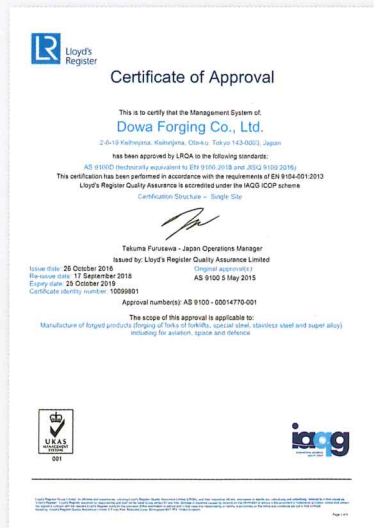 LR
Lloyd's
Register
Certificate of Approval
This is to certify that the Management System of:
Dowa Forging Co., Ltd.
2-8-19 Keihinjima, Keihinjima, Ota-ku, Tokyo 143-0003, Japan
has been approved by LRQA to the following standards:
AS 9100D (technically equivalent to EN 9100:2018 and JISQ 9100:2016)
This certification has been performed in accordance with the requirements of EN 9104-001:2013
Lloyd's Register Quality Assurance is accredited under the IAQG ICOP scheme
Certification Structure – Single Site
Takuma Furusawa - Japan Operations Manager
Issued by: Lloyd's Register Quality Assurance Limited
Issue date: 26 October 2016
Original approval(s):
Re-issue date: 17 September 2018
AS 9100 5 May 2015
Expiry date: 25 October 2019
Certificate identity number: 10099801
Approval number(s): AS 9100 - 00014770-001
The scope of this approval is applicable to:
Manufacture of forged products (forging of forks of forklifts, special steel, stainless steel and super alloy)
including for aviation, space and defence
UKAS
MANAGEMENT
SYSTEMS
001
iaqg